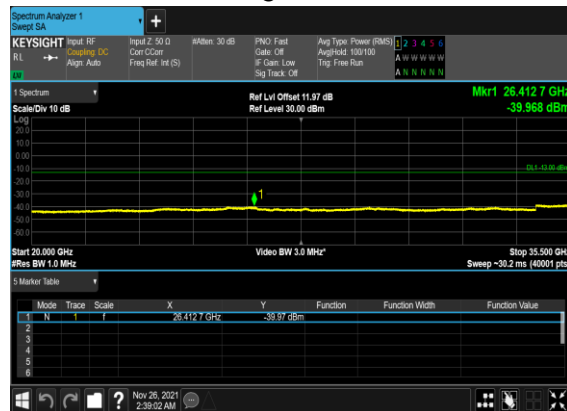 Spectrum Analyzer 1
Swept SA
+
KEYSIGHT Input: RF Input Z: 50 Ω #Atten: 30 dB PNO: Fast Avg Type: Power (RMS) 1 2 3 4 5 6
RL Coupling: DC Corr CCorr Gate: Off Avg|Hold: 100/100 A W W W W W
Align: Auto Freq Ref: Int (S) IF Gain: Low Trig: Free Run
LW Sig Track: Off A N N N N N
1 Spectrum Ref Lvl Offset 11.97 dB Mkr1 26.412 7 GHz
Scale/Div 10 dB Ref Level 30.00 dBm -39.968 dBm
Log
20.0
10.0
0.00
-10.0
DL1 -13.00 dBm
-20.0
-30.0
1
-40.0
-50.0
-60.0
Start 20.000 GHz Video BW 3.0 MHz* Stop 35.500 GHz
#Res BW 1.0 MHz Sweep ~30.2 ms (40001 pts)
5 Marker Table
Mode Trace Scale X Y Function Function Width Function Value
1 N 1 f 26.412 7 GHz -39.97 dBm
2
3
4
5
6
? Nov 26, 2021
2:39:02 AM